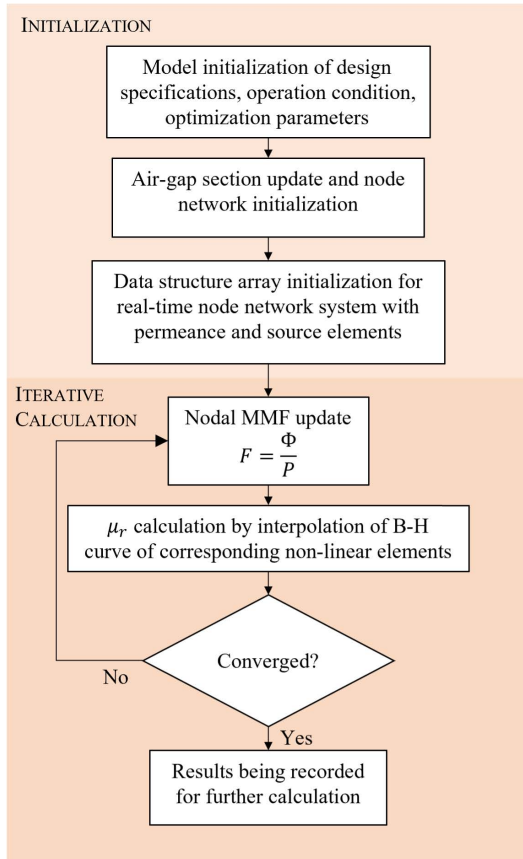 INITIALIZATION
Model initialization of design
specifications, operation condition,
optimization parameters
Air-gap section update and node
network initialization
Data structure array initialization for
real-time node network system with
permeance and source elements
ITERATIVE
CALCULATION
Nodal MMF update
F = Φ/P
μr calculation by interpolation of B-H
curve of corresponding non-linear elements
Converged?
No
Yes
Results being recorded
for further calculation